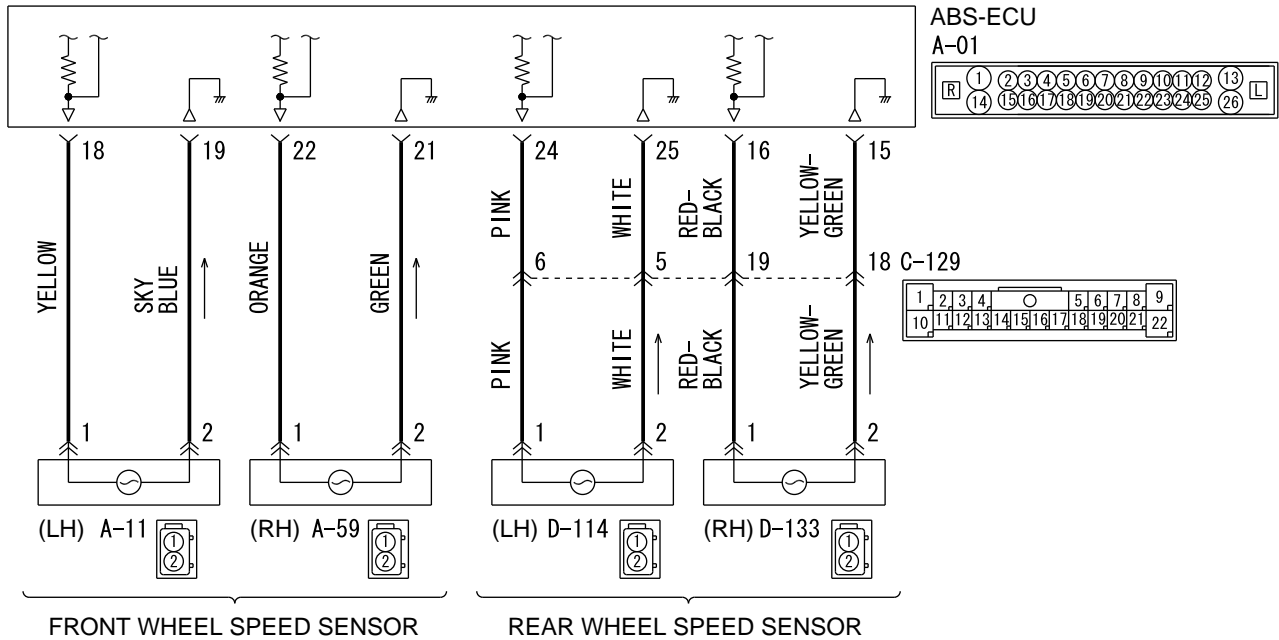 ABS-ECU
A-01
R 1 2 3 4 5 6 7 8 9 10 11 12 13 L
14 15 16 17 18 19 20 21 22 23 24 25 26
18 19 22 21 24 25 16 15
YELLOW
SKY
BLUE
ORANGE
GREEN
PINK
WHITE
RED-
BLACK
YELLOW-
GREEN
6 5 19 18 C-129
1 2 3 4 5 6 7 8 9
10 11 12 13 14 15 16 17 18 19 20 21 22
PINK
WHITE
RED-
BLACK
YELLOW-
GREEN
1 2 1 2 1 2 1 2
(LH) A-11 1 2
(RH) A-59 1 2
(LH) D-114 1 2
(RH) D-133 1 2
FRONT WHEEL SPEED SENSOR
REAR WHEEL SPEED SENSOR